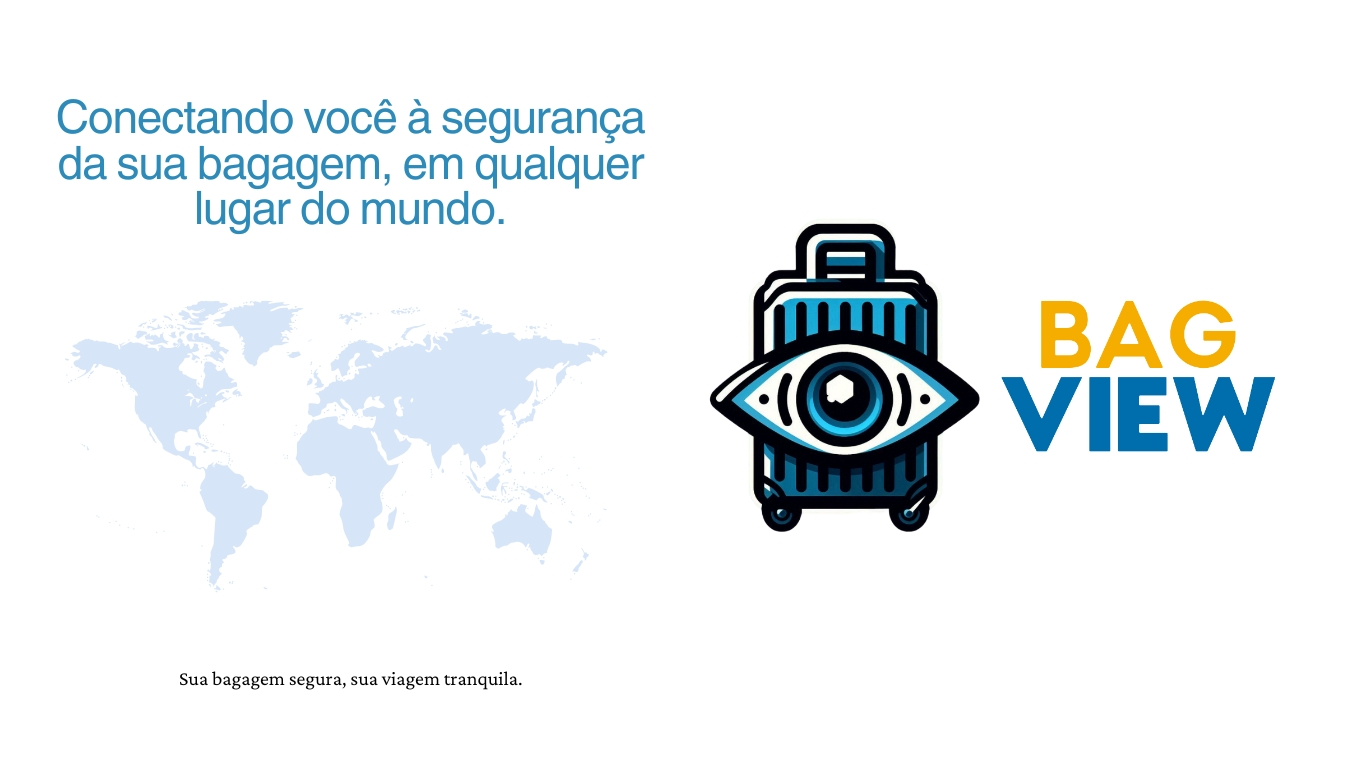 Conectando você à segurança
da sua bagagem, em qualquer
lugar do mundo.
Sua bagagem segura, sua viagem tranquila.
BAG
VIEW